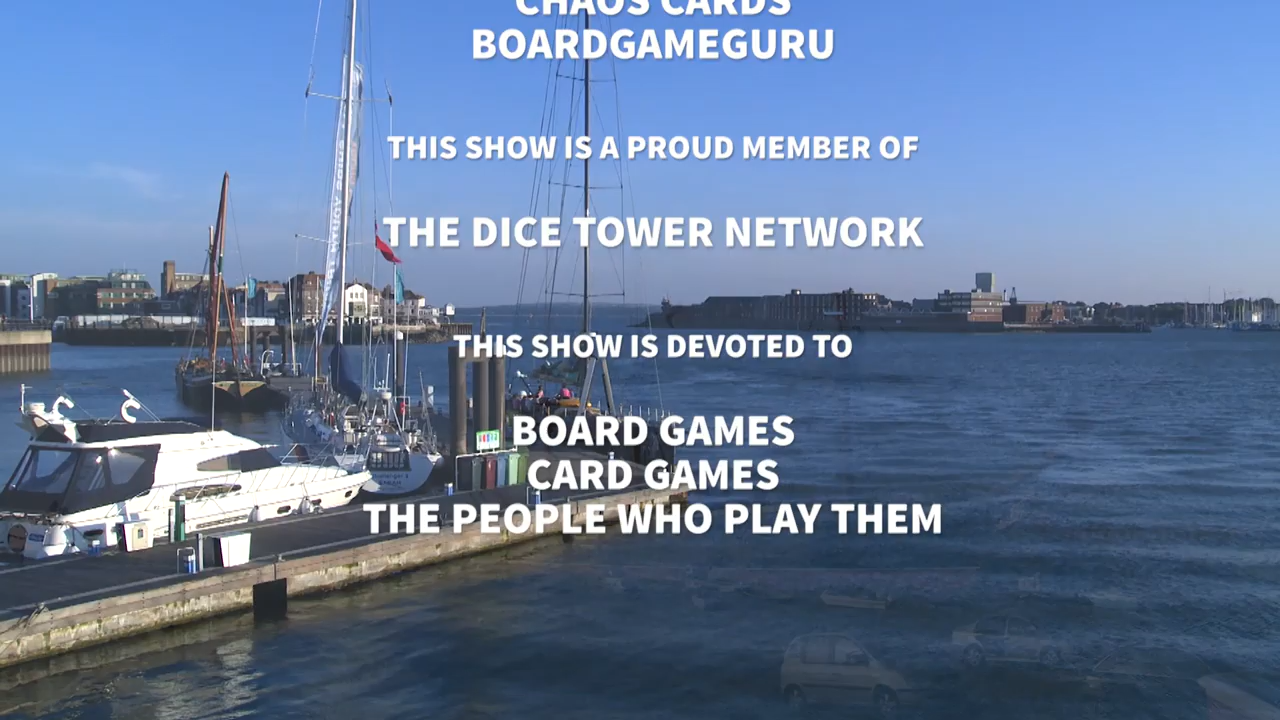 CHAOS CARDS
BOARDGAMEGURU
THIS SHOW IS A PROUD MEMBER OF
THE DICE TOWER NETWORK
THIS SHOW IS DEVOTED TO
BOARD GAMES
CARD GAMES
THE PEOPLE WHO PLAY THEM